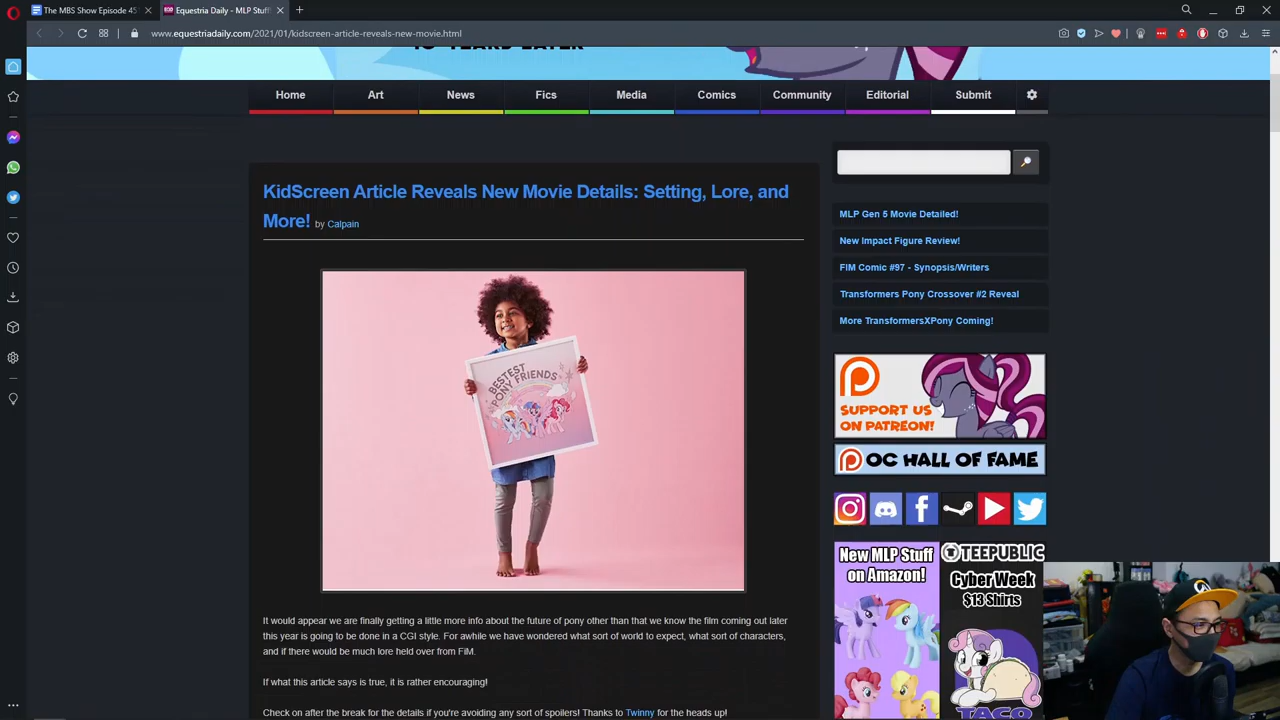 The MBS Show Episode 45
Equestria Daily - MLP Stuf
www.equestriadaily.com/2021/01/kidscreen-article-reveals-new-movie.html
10 YEARS LATER
Home Art News Fics Media Comics Community Editorial Submit
KidScreen Article Reveals New Movie Details: Setting, Lore, and
More! by Calpain
MLP Gen 5 Movie Detailed!
New Impact Figure Review!
FIM Comic #97 - Synopsis/Writers
Transformers Pony Crossover #2 Reveal
More TransformersXPony Coming!
BESTEST
PONY FRIENDS
SUPPORT US
ON PATREON!
OC HALL OF FAME
New MLP Stuff
on Amazon!
TEEPUBLIC
Cyber Week
$13 Shirts
TACO
It would appear we are finally getting a little more info about the future of pony other than that we know the film coming out later
this year is going to be done in a CGI style. For awhile we have wondered what sort of world to expect, what sort of characters,
and if there would be much lore held over from FiM.
If what this article says is true, it is rather encouraging!
Check on after the break for the details if you're avoiding any sort of spoilers! Thanks to Twinny for the heads up!